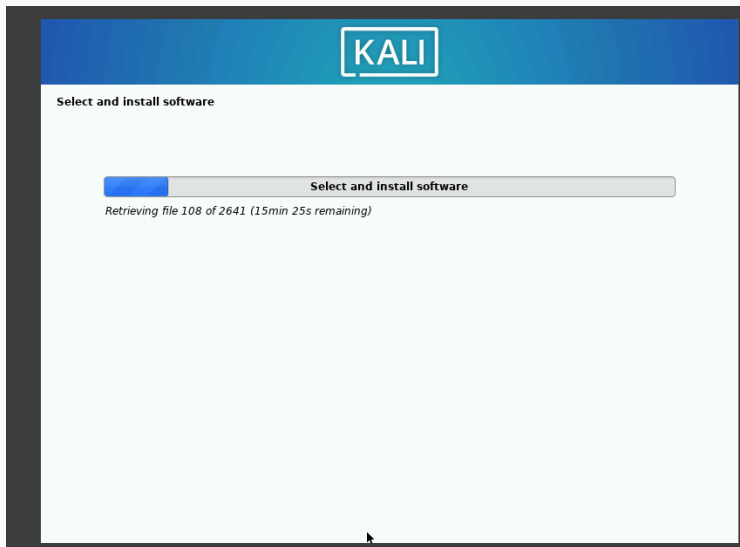 KALI
Select and install software
Select and install software
Retrieving file 108 of 2641 (15min 25s remaining)